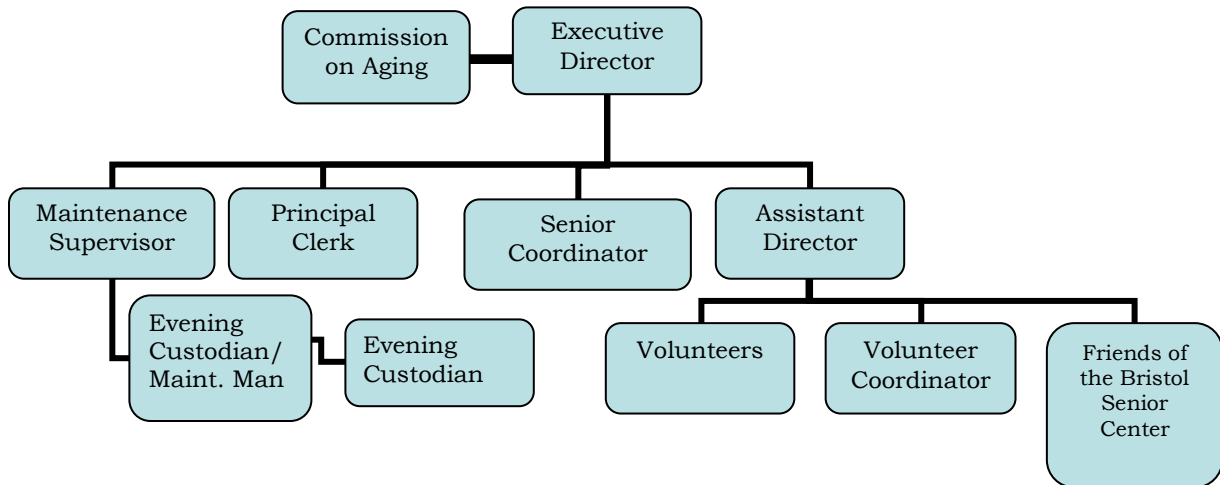 Commission
on Aging
Executive
Director
Maintenance
Supervisor
Principal
Clerk
Senior
Coordinator
Assistant
Director
Evening
Custodian/
Maint. Man
Evening
Custodian
Volunteers
Volunteer
Coordinator
Friends of
the Bristol
Senior
Center